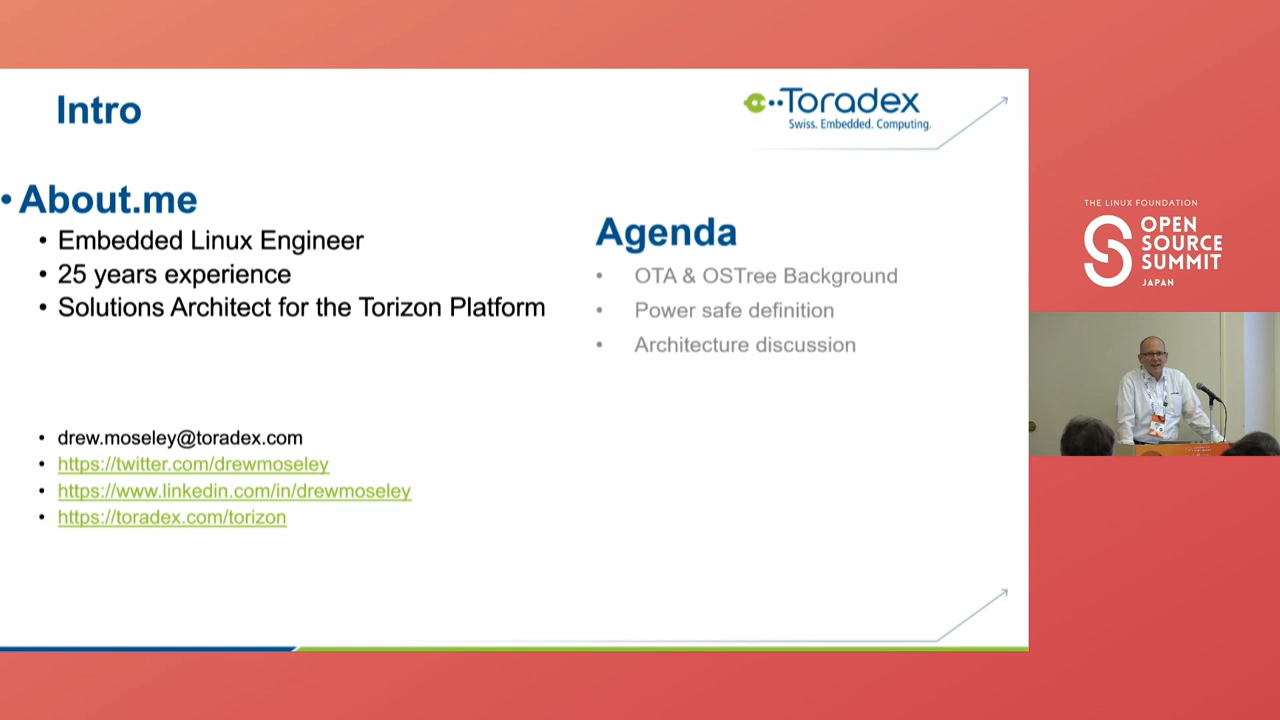 Intro
Toradex
Swiss. Embedded. Computing.
• About.me
• Embedded Linux Engineer
• 25 years experience
• Solutions Architect for the Torizon Platform
• drew.moseley@toradex.com
• https://twitter.com/drewmoseley
• https://www.linkedin.com/in/drewmoseley
• https://toradex.com/torizon
Agenda
• OTA & OSTree Background
• Power safe definition
• Architecture discussion
THE LINUX FOUNDATION
OPEN
SOURCE
SUMMIT
JAPAN